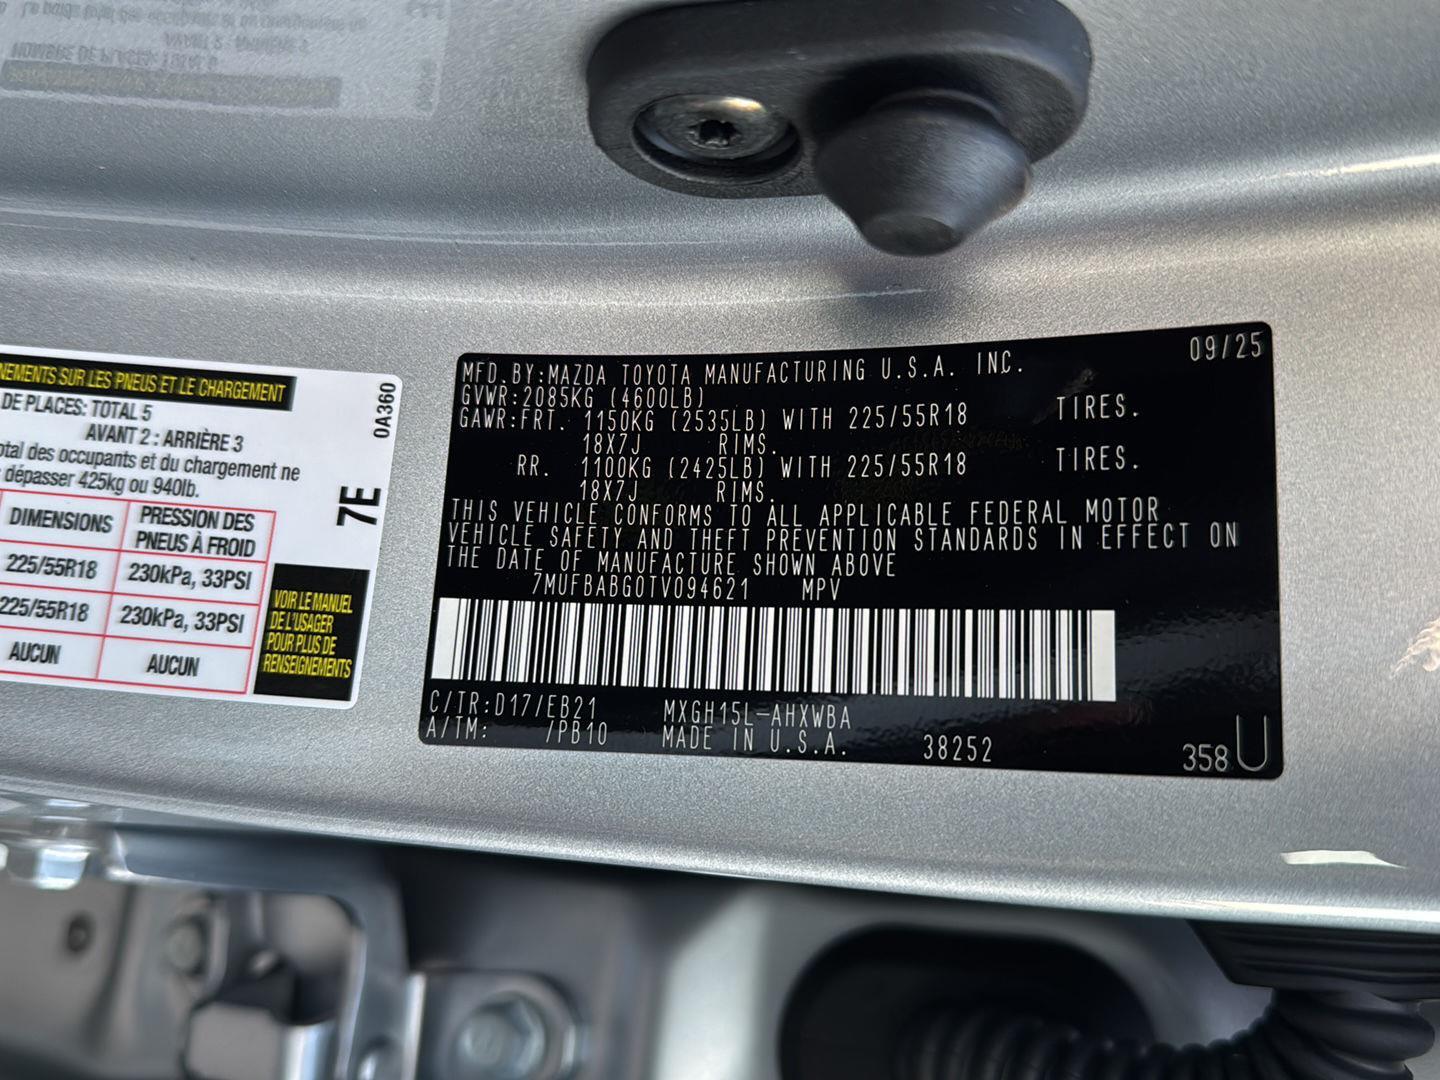 NEMENTS SUR LES PNEUS ET LE CHARGEMENT
DE PLACES: TOTAL 5
AVANT 2 : ARRIÈRE 3
otal des occupants et du chargement ne
dépasser 425kg ou 940lb.
DIMENSIONS PRESSION DES PNEUS À FROID
225/55R18 230kPa, 33PSI
225/55R18 230kPa, 33PSI
AUCUN AUCUN
0A360
7E
VOIR LE MANUEL
DE L'USAGER
POUR PLUS DE
RENSEIGNEMENTS
09/25
MFD.BY:MAZDA TOYOTA MANUFACTURING U.S.A. INC.
GVWR:2085KG (4600LB)
GAWR:FRT. 1150KG (2535LB) WITH 225/55R18 TIRES.
18X7J RIMS.
RR. 1100KG (2425LB) WITH 225/55R18 TIRES.
18X7J RIMS.
THIS VEHICLE CONFORMS TO ALL APPLICABLE FEDERAL MOTOR
VEHICLE SAFETY AND THEFT PREVENTION STANDARDS IN EFFECT ON
THE DATE OF MANUFACTURE SHOWN ABOVE
7MUFBABG0TV094621 MPV
C/TR:D17/EB21 MXGH15L-AHXWBA
A/TM: /PB10 MADE IN U.S.A. 38252 358 U